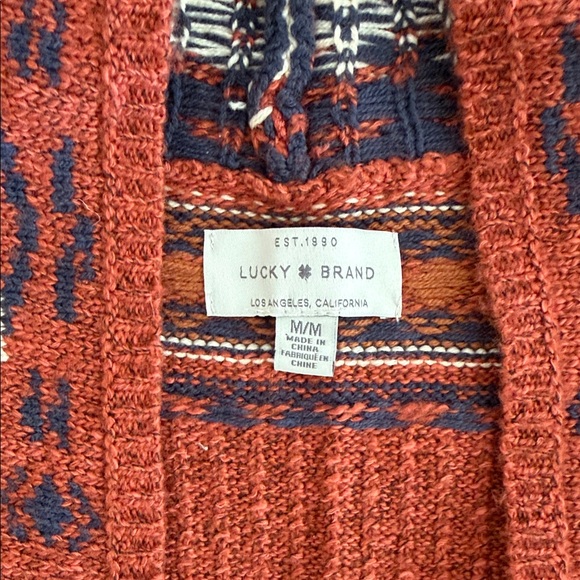 EST.1990
LUCKY BRAND
LOS ANGELES, CALIFORNIA
M/M
MADE IN
CHINA
FABRIQUÉ EN
CHINE